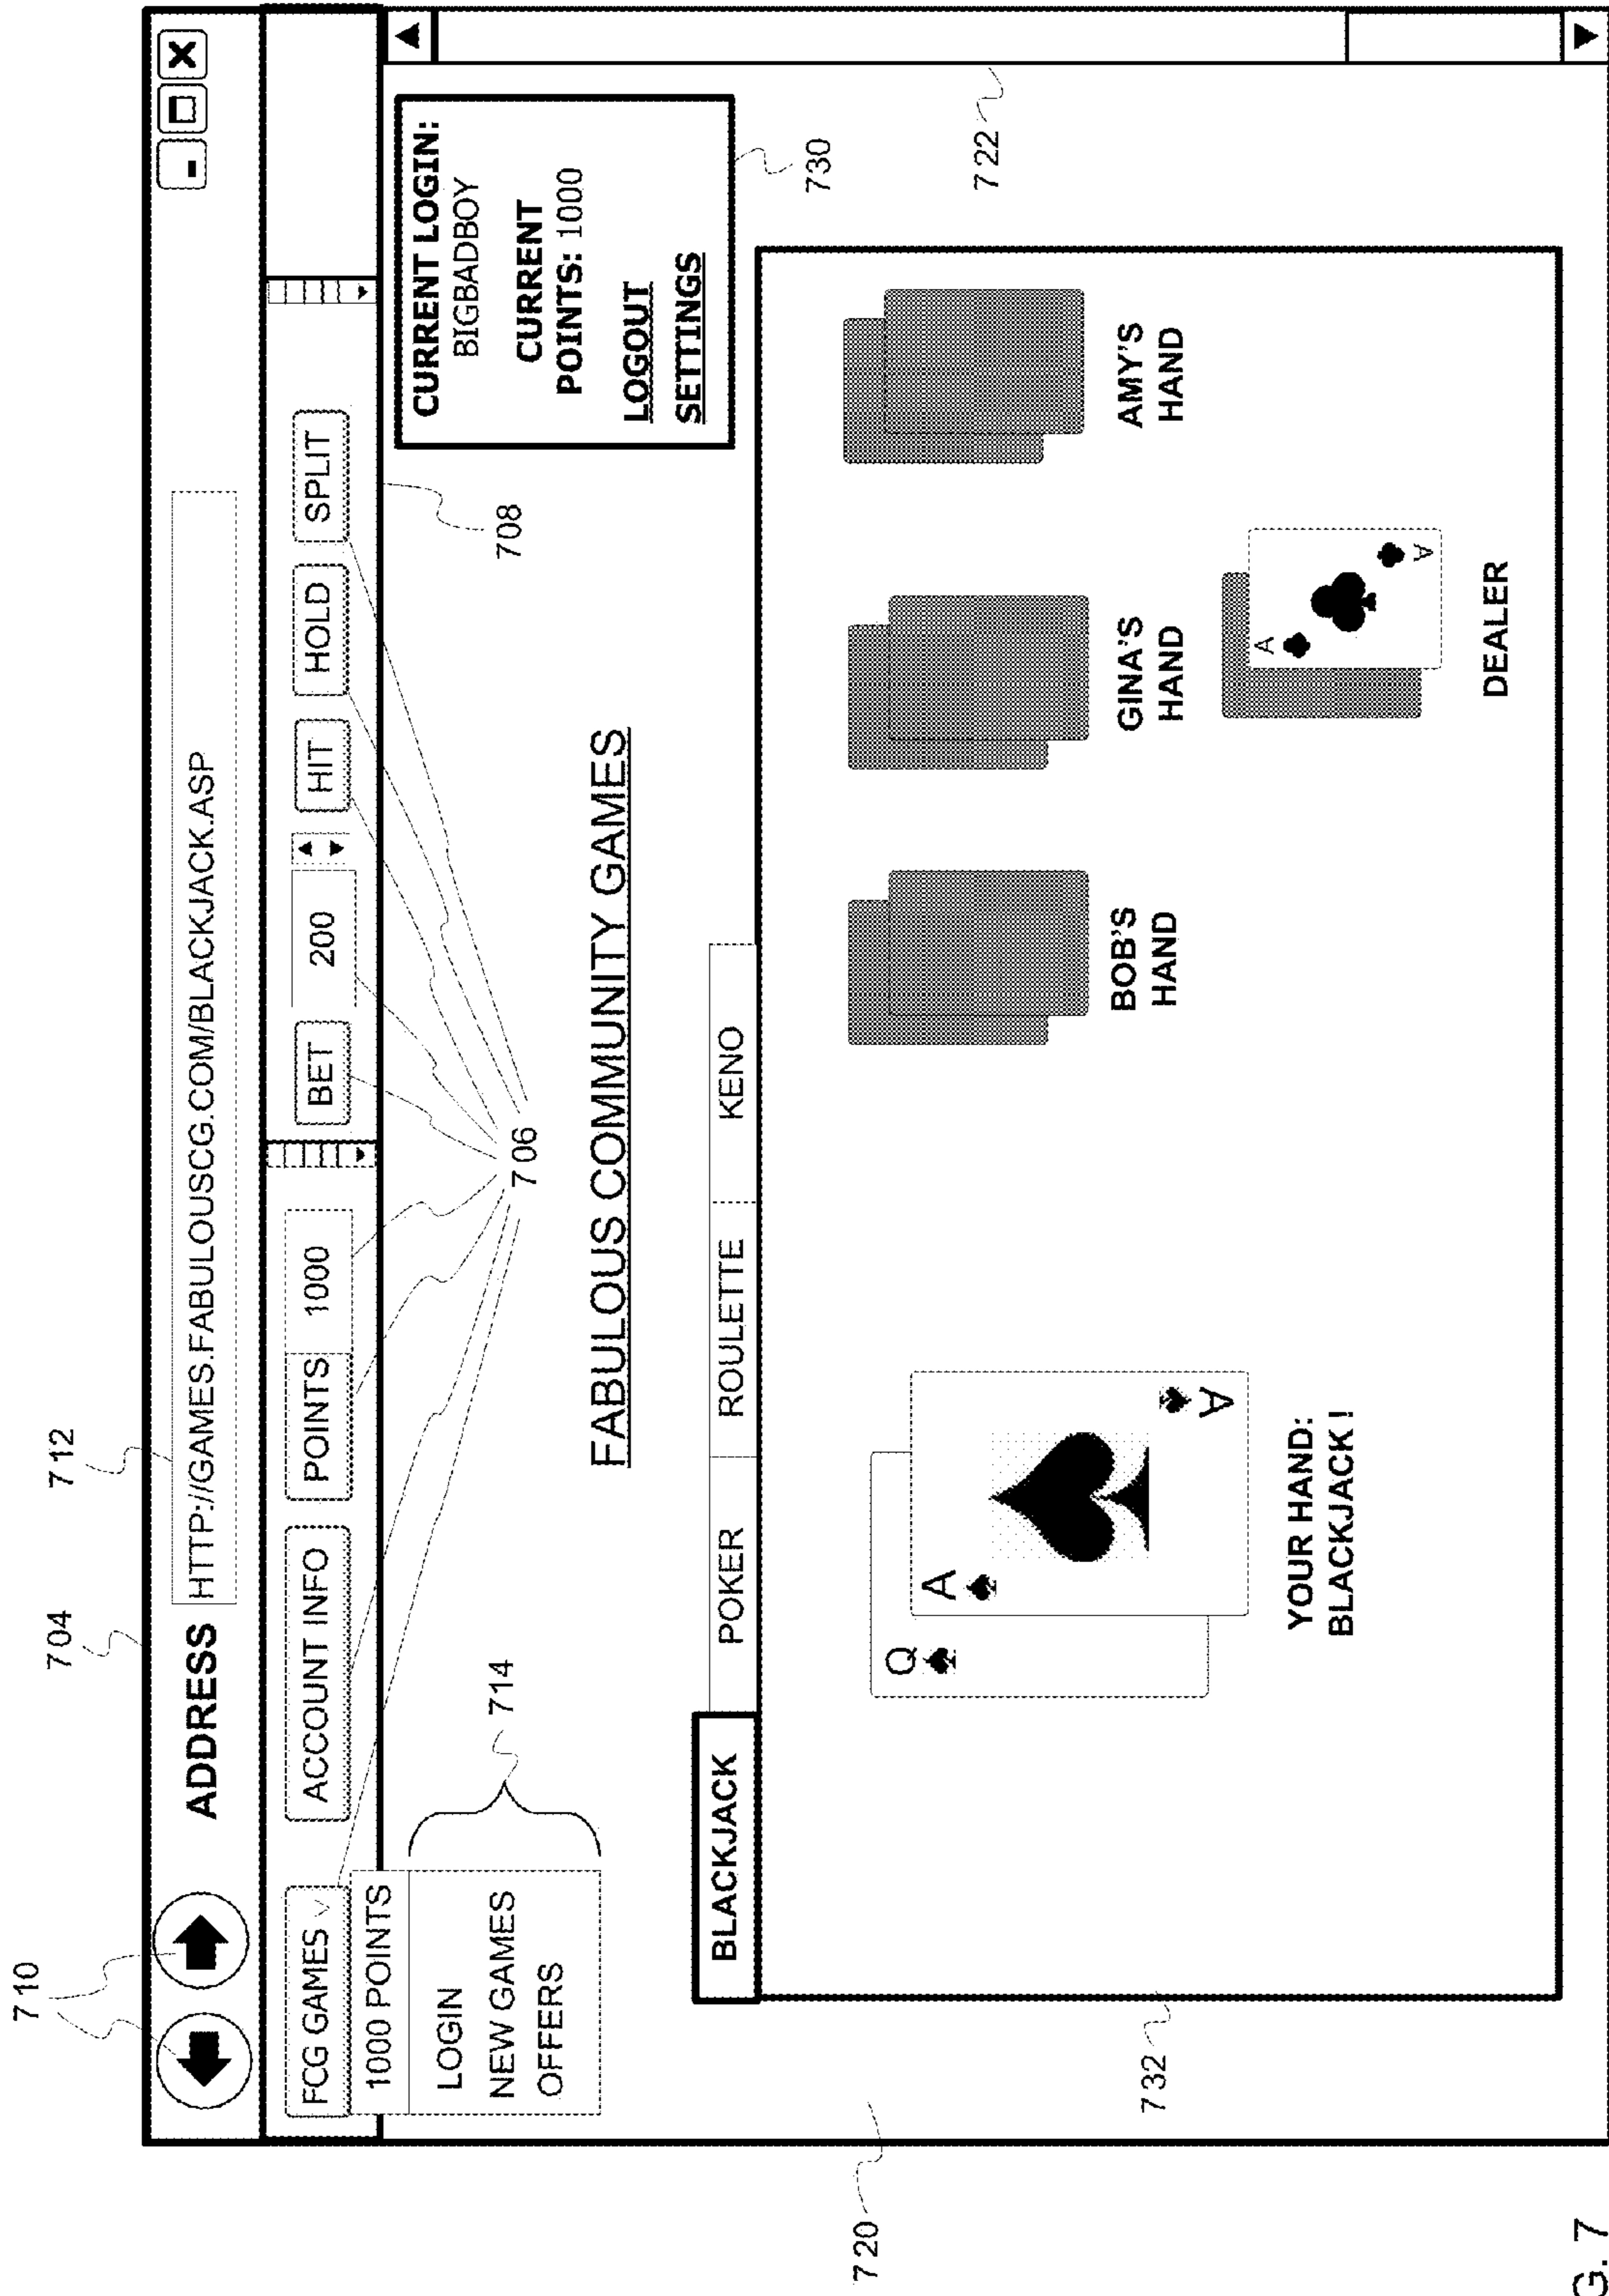 710
704
712
ADDRESS HTTP://GAMES.FABULOUSCG.COM/BLACKJACK.ASP
FCG GAMES ACCOUNT INFO POINTS 1000 BET 200 HIT HOLD SPLIT
1000 POINTS
LOGIN
NEW GAMES
OFFERS
714
706
708
CURRENT LOGIN:
BIGBADBOY
CURRENT
POINTS: 1000
LOGOUT
SETTINGS
730
FABULOUS COMMUNITY GAMES
722
BLACKJACK POKER ROULETTE KENO
720
Q
A
A
YOUR HAND:
BLACKJACK !
BOB'S
HAND
GINA'S
HAND
AMY'S
HAND
A
A
DEALER
732
G. 7